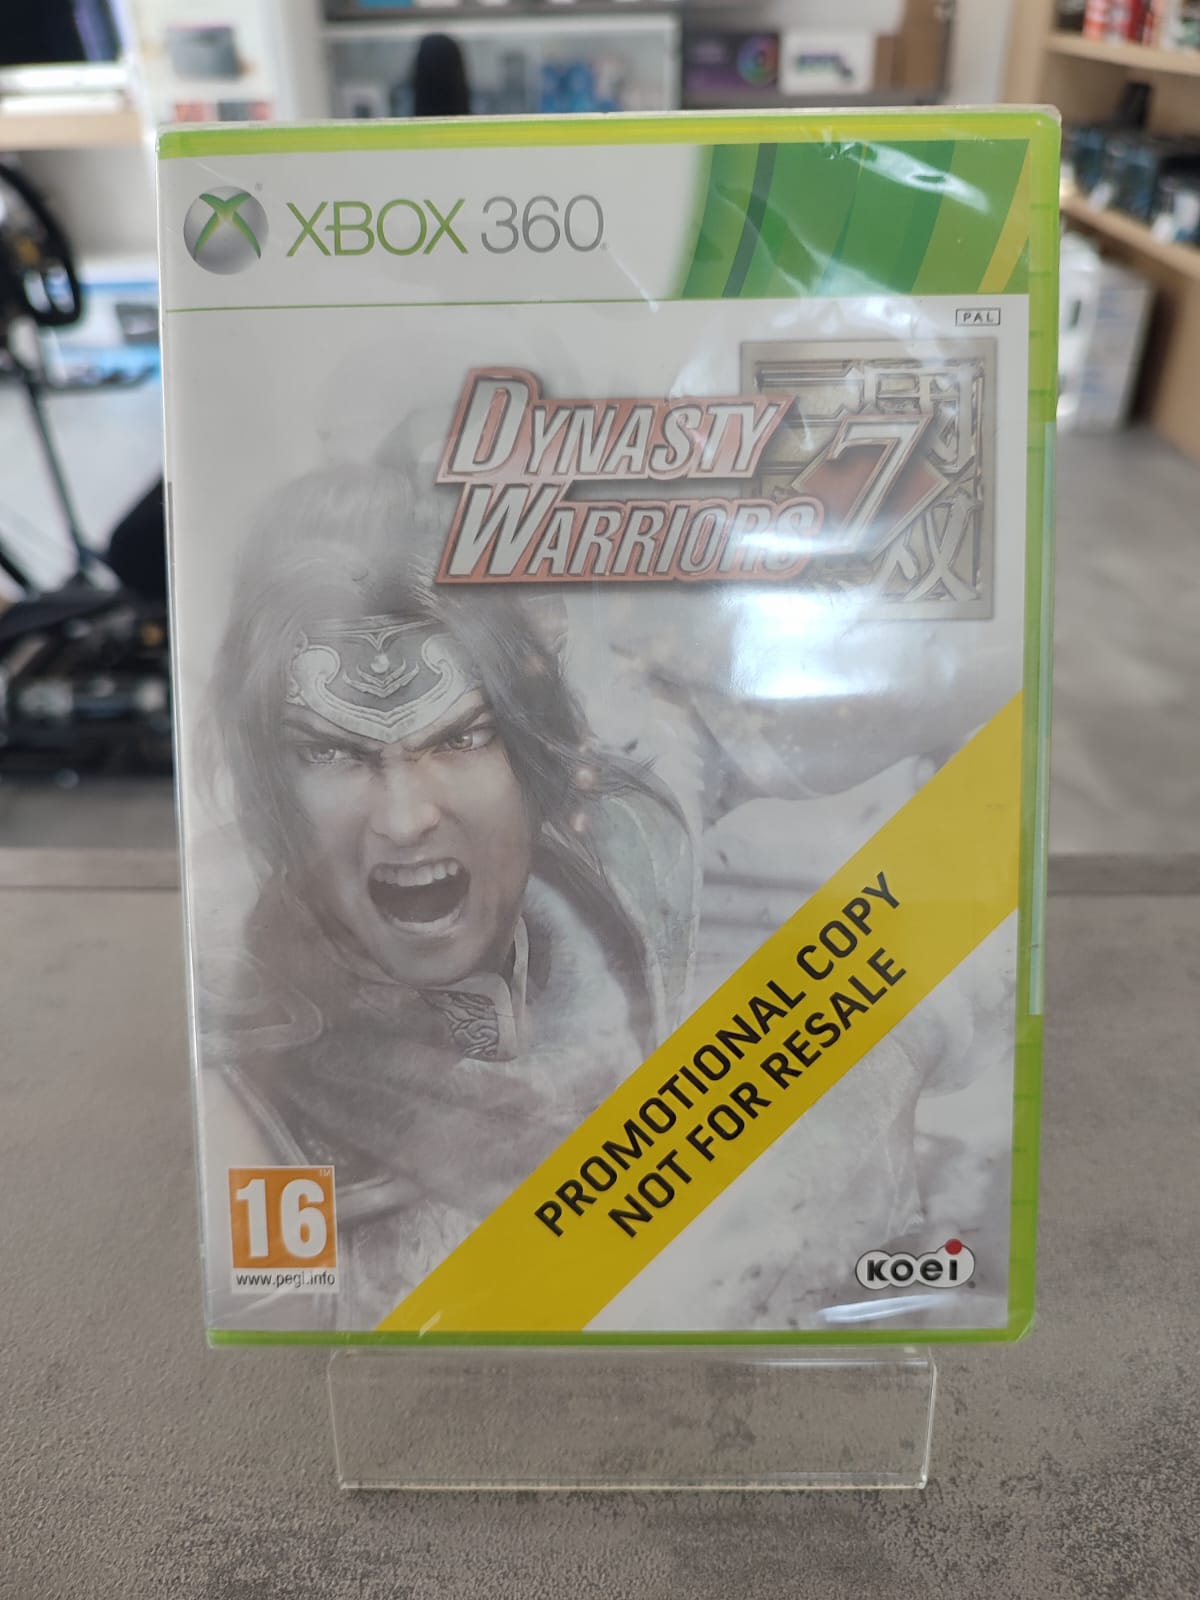 XBOX 360
PAL
DYNASTY
WARRIORS 7
PROMOTIONAL COPY
NOT FOR RESALE
16
www.pegi.info
KOEI